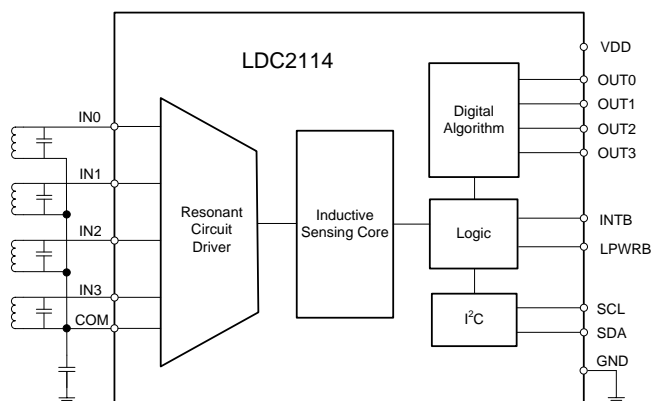 LDC2114
VDD
OUT0
OUT1
OUT2
OUT3
INTB
LPWRB
SCL
SDA
GND
IN0
IN1
IN2
IN3
COM
Resonant
Circuit
Driver
Inductive
Sensing Core
Digital
Algorithm
Logic
I²C